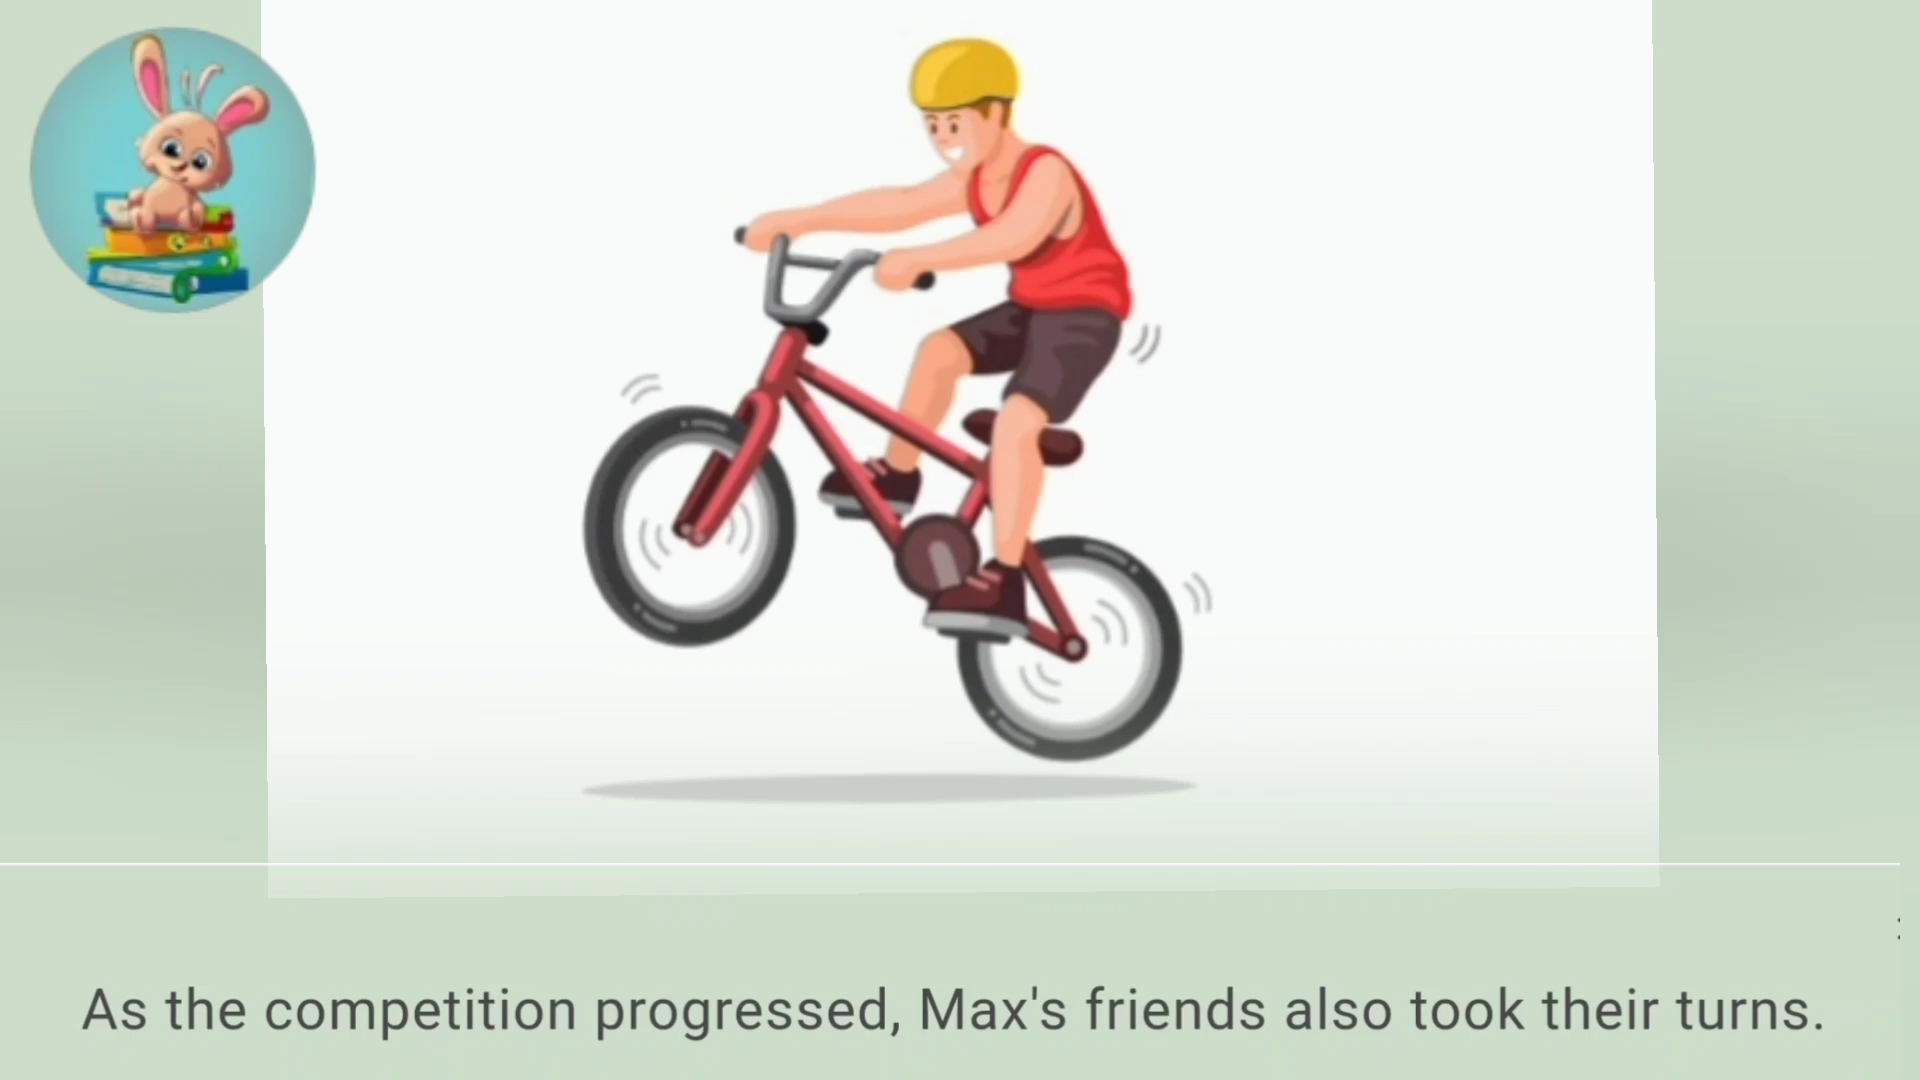 As the competition progressed, Max's friends also took their turns.